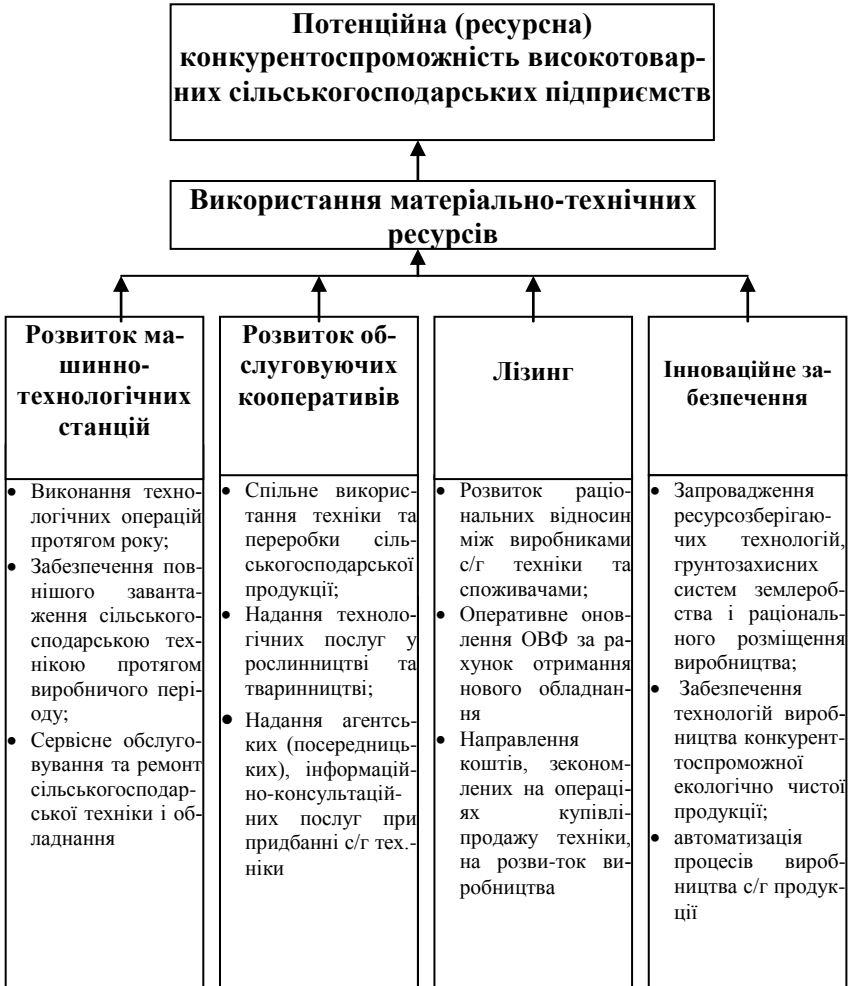 Потенційна (ресурсна)
конкурентоспроможність високотовар-
них сільськогосподарських підприємств
Використання матеріально-технічних
ресурсів
Розвиток ма-
шинно-
технологічних
станцій
• Виконання техно-
логічних операцій
протягом року;
• Забезпечення пов-
нішого заванта-
ження сільського-
сподарською тех-
нікою протягом
виробничого пері-
оду;
• Сервісне обслуго-
вування та ремонт
сільськогосподар-
ської техніки і об-
ладнання
Розвиток об-
слуговуючих
кооперативів
• Спільне викорис-
тання техніки та
переробки сіль-
ськогосподарської
продукції;
• Надання техноло-
гічних послуг у
рослинництві та
тваринництві;
• Надання агентсь-
ких (посередниць-
ких), інформацій-
но-консультацій-
них послуг при
придбанні с/г тех.-
ніки
Лізинг
• Розвиток раціо-
нальних відносин
між виробниками
с/г техніки та
споживачами;
• Оперативне онов-
лення ОВФ за ра-
хунок отримання
нового обладнан-
ня
• Направлення
коштів, зеконом-
лених на операці-
ях купівлі-
продажу техніки,
на розви-ток ви-
робництва
Інноваційне за-
безпечення
• Запровадження
ресурсозберігаю-
чих технологій,
грунтозахисних
систем землероб-
ства і раціональ-
ного розміщення
виробництва;
• Забезпечення
технологій вироб-
ництва конкурент-
тоспроможної
екологічно чистої
продукції;
• автоматизація
процесів вироб-
ництва с/г продук-
ції